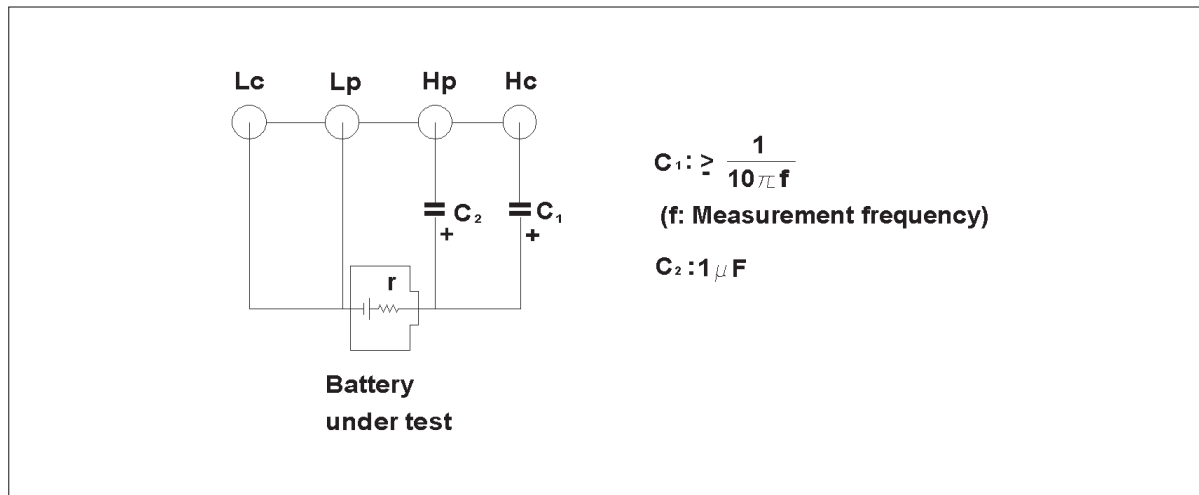 Lc Lp Hp Hc
C₁: ≥ 1
10πf
(f: Measurement frequency)
C₂ + C₁ +
C₂ :1μF
r
Battery
under test